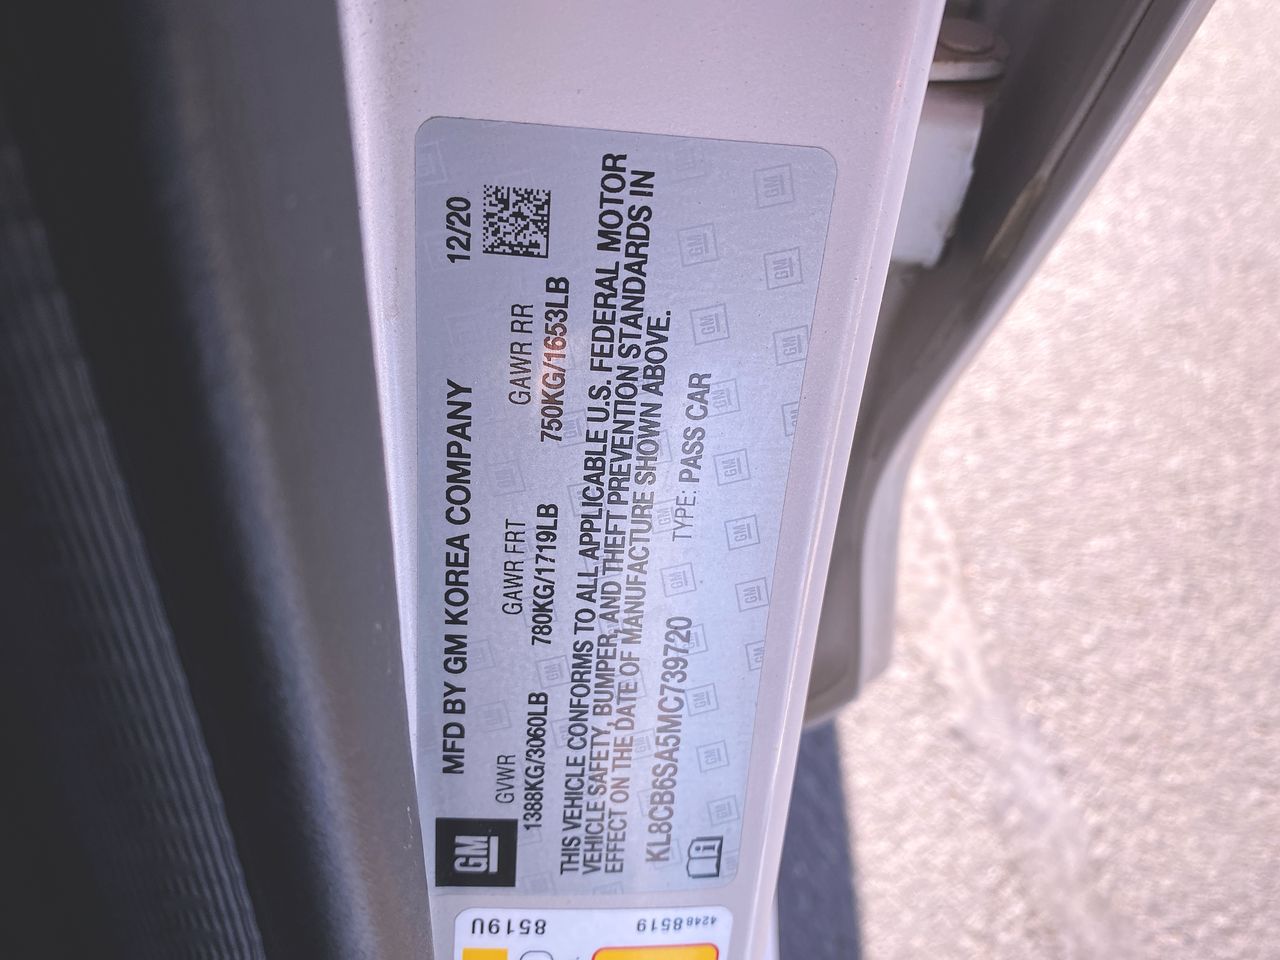 GM
MFD BY GM KOREA COMPANY 12/20
GVWR GAWR FRT GAWR RR
1388KG/3060LB 780KG/1719LB 750KG/1653LB
THIS VEHICLE CONFORMS TO ALL APPLICABLE U.S. FEDERAL MOTOR
VEHICLE SAFETY, BUMPER, AND THEFT PREVENTION STANDARDS IN
EFFECT ON THE DATE OF MANUFACTURE SHOWN ABOVE.
KL8CB6SA5MC739720 TYPE: PASS CAR
8519U
42488519